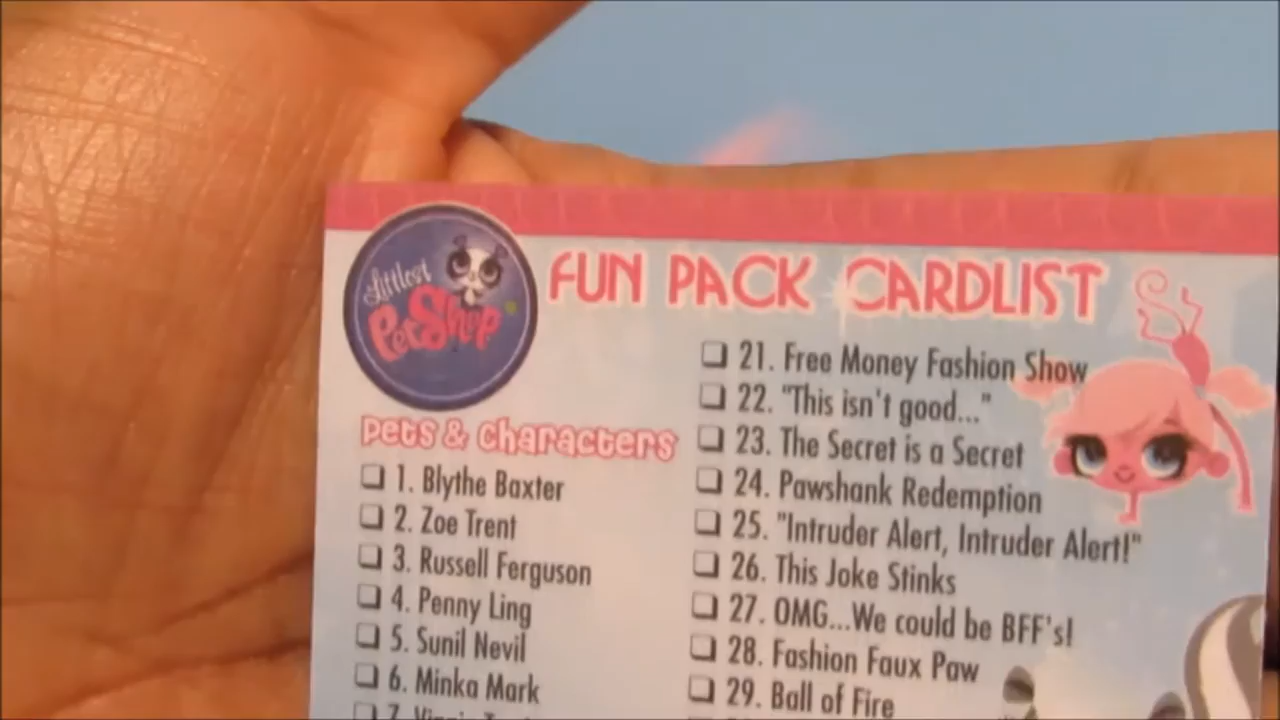 Littlest
PetShop
FUN PACK CARDLIST
Pets & Characters
1. Blythe Baxter
2. Zoe Trent
3. Russell Ferguson
4. Penny Ling
5. Sunil Nevil
6. Minka Mark
7.
21. Free Money Fashion Show
22. "This isn't good..."
23. The Secret is a Secret
24. Pawshank Redemption
25. "Intruder Alert, Intruder Alert!"
26. This Joke Stinks
27. OMG...We could be BFF's!
28. Fashion Faux Paw
29. Ball of Fire